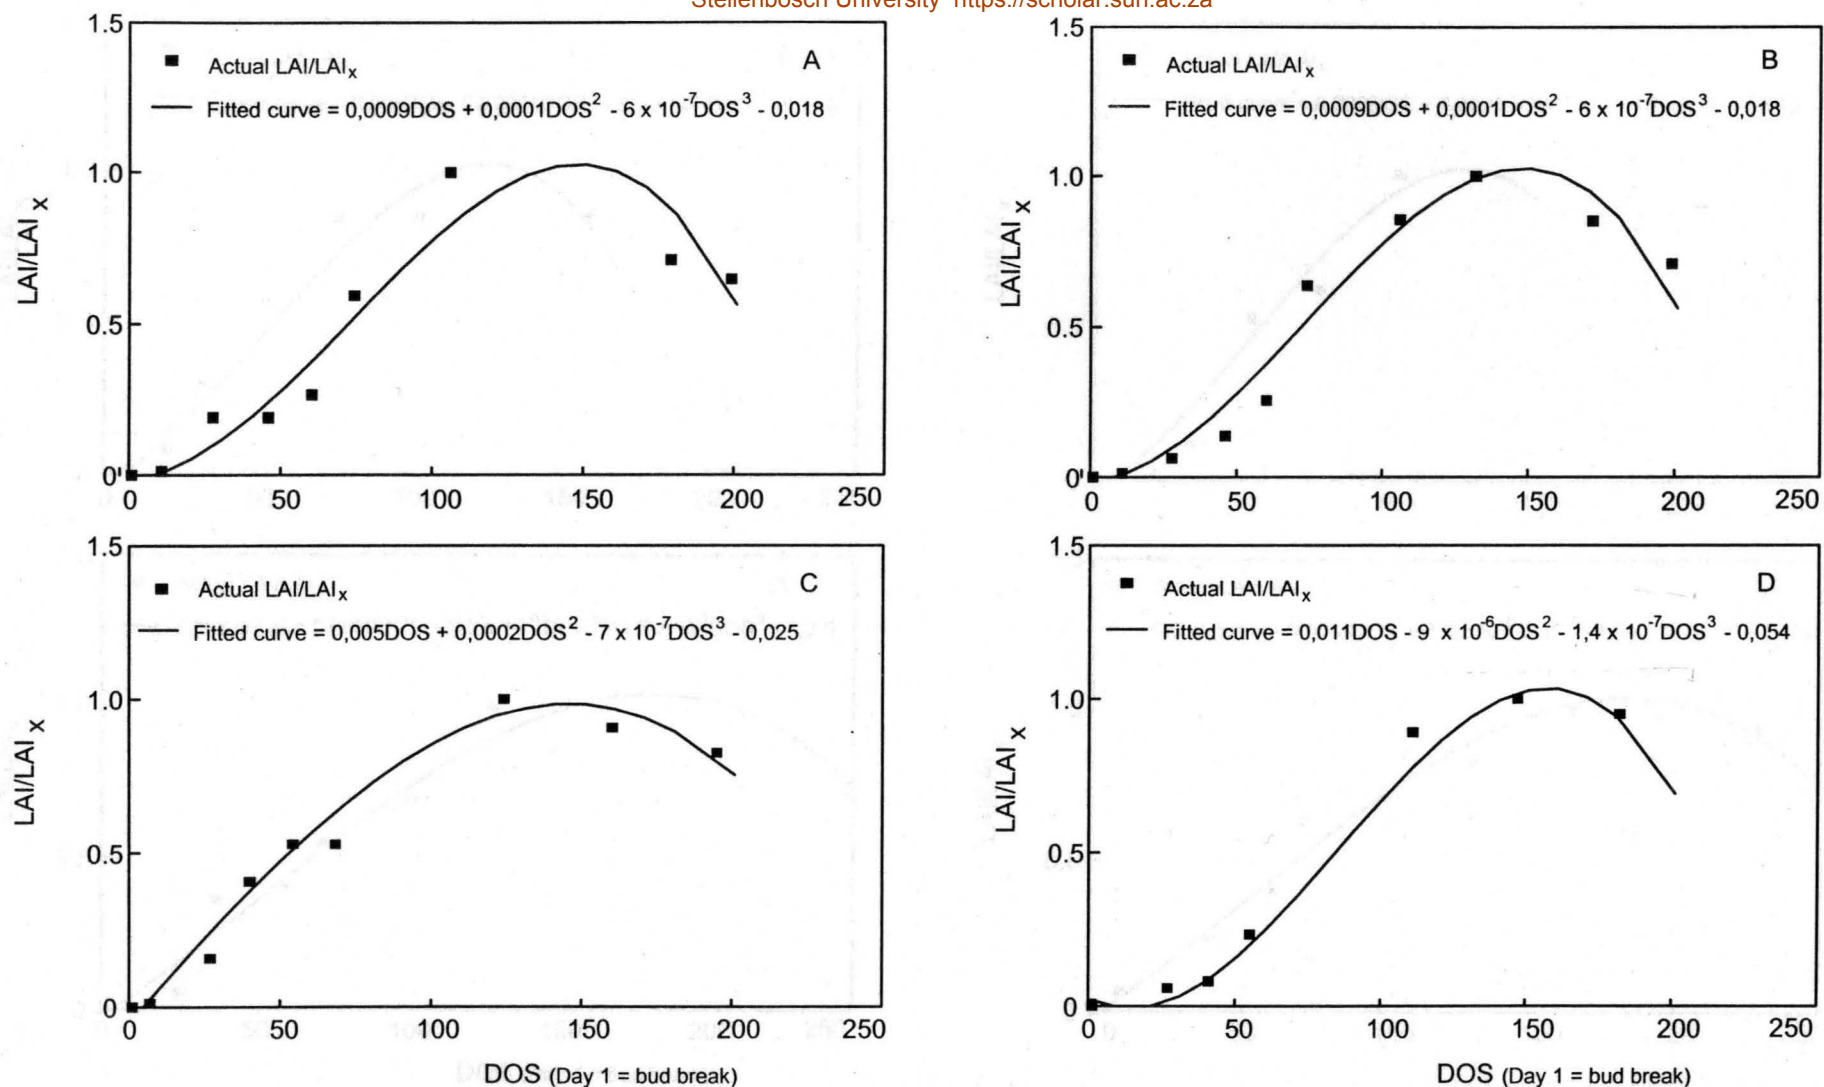 Stellenbosch University https://scholar.sun.ac.za
1.5
A
Actual LAI/LAIx
Fitted curve = 0,0009DOS + 0,0001DOS² - 6 x 10⁻⁷DOS³ - 0,018
1.0
LAI/LAI X
0.5
0
0 50 100 150 200 250
1.5
B
Actual LAI/LAIx
Fitted curve = 0,0009DOS + 0,0001DOS² - 6 x 10⁻⁷DOS³ - 0,018
1.0
LAI/LAI X
0.5
0
0 50 100 150 200 250
1.5
C
Actual LAI/LAIx
Fitted curve = 0,005DOS + 0,0002DOS² - 7 x 10⁻⁷DOS³ - 0,025
1.0
LAI/LAI X
0.5
0
0 50 100 150 200 250
DOS (Day 1 = bud break)
1.5
D
Actual LAI/LAIx
Fitted curve = 0,011DOS - 9 x 10⁻⁶DOS² - 1,4 x 10⁻⁷DOS³ - 0,054
1.0
LAI/LAI X
0.5
0
0 50 100 150 200 250
DOS (Day 1 = bud break)